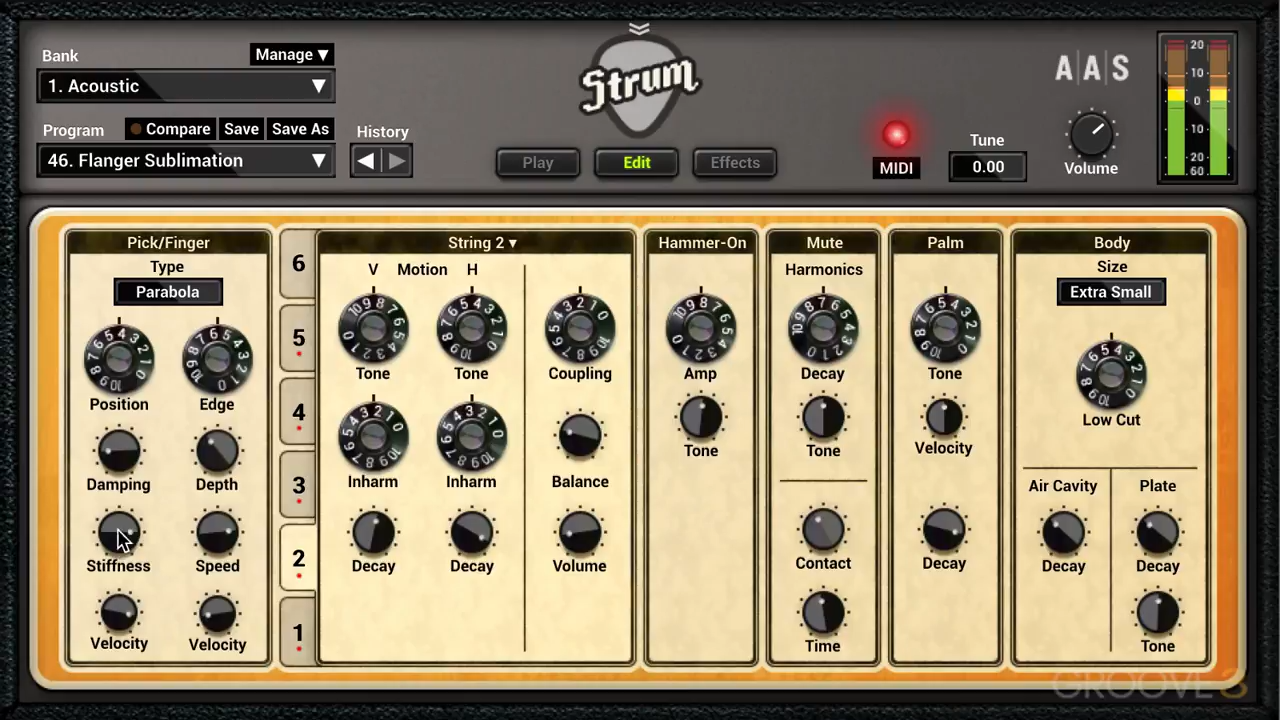 Bank
Manage ▼
1. Acoustic ▼
Program
Compare
Save
Save As
46. Flanger Sublimation ▼
History
Strum
Play
Edit
Effects
MIDI
Tune
0.00
AAS
Volume
20
10
0
10
20
60
Pick/Finger
Type
Parabola
Position
Edge
Damping
Depth
Stiffness
Speed
Velocity
Velocity
6
5
4
3
2
1
String 2 ▾
V Motion H
Tone
Tone
Coupling
Inharm
Inharm
Balance
Decay
Decay
Volume
Hammer-On
Amp
Tone
Mute
Harmonics
Decay
Tone
Contact
Time
Palm
Tone
Velocity
Decay
Body
Size
Extra Small
Low Cut
Air Cavity
Decay
Plate
Decay
Tone
GROOVE3